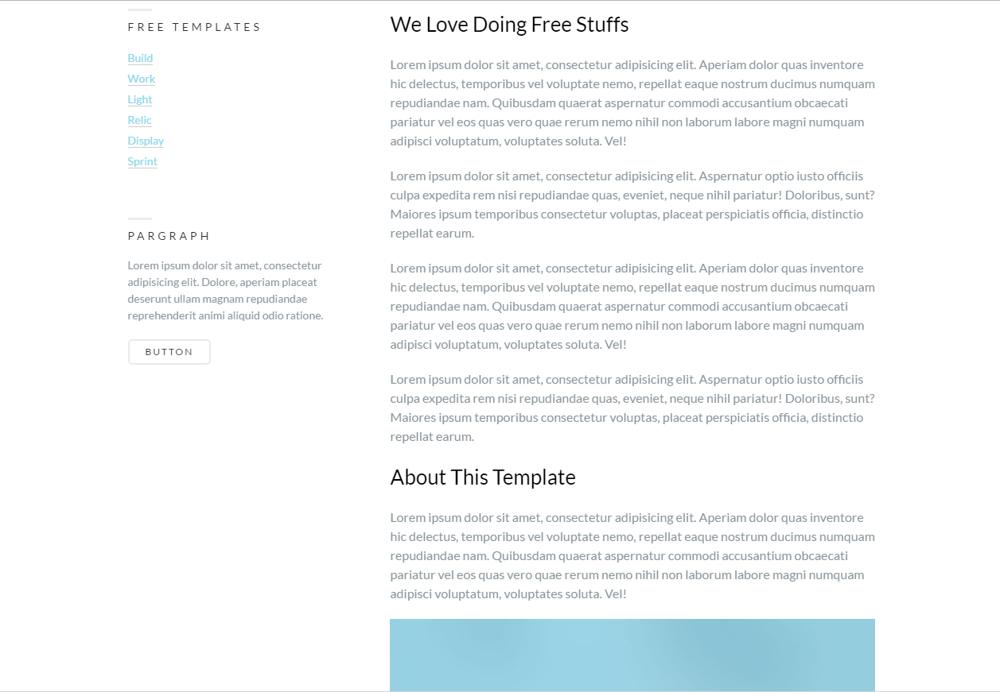 FREE TEMPLATES
Build
Work
Light
Relic
Display
Sprint
PARGRAPH
Lorem ipsum dolor sit amet, consectetur
adipisicing elit. Dolore, aperiam placeat
deserunt ullam magnam repudiandae
reprehenderit animi aliquid odio ratione.
BUTTON
We Love Doing Free Stuffs
Lorem ipsum dolor sit amet, consectetur adipisicing elit. Aperiam dolor quas inventore
hic delectus, temporibus vel voluptate nemo, repellat eaque nostrum ducimus numquam
repudiandae nam. Quibusdam quaerat aspernatur commodi accusantium obcaecati
pariatur vel eos quas vero quae rerum nemo nihil non laborum labore magni numquam
adipisci voluptatum, voluptates soluta. Vel!
Lorem ipsum dolor sit amet, consectetur adipisicing elit. Aspernatur optio iusto officiis
culpa expedita rem nisi repudiandae quas, eveniet, neque nihil pariatur! Doloribus, sunt?
Maiores ipsum temporibus consectetur voluptas, placeat perspiciatis officia, distinctio
repellat earum.
Lorem ipsum dolor sit amet, consectetur adipisicing elit. Aperiam dolor quas inventore
hic delectus, temporibus vel voluptate nemo, repellat eaque nostrum ducimus numquam
repudiandae nam. Quibusdam quaerat aspernatur commodi accusantium obcaecati
pariatur vel eos quas vero quae rerum nemo nihil non laborum labore magni numquam
adipisci voluptatum, voluptates soluta. Vel!
Lorem ipsum dolor sit amet, consectetur adipisicing elit. Aspernatur optio iusto officiis
culpa expedita rem nisi repudiandae quas, eveniet, neque nihil pariatur! Doloribus, sunt?
Maiores ipsum temporibus consectetur voluptas, placeat perspiciatis officia, distinctio
repellat earum.
About This Template
Lorem ipsum dolor sit amet, consectetur adipisicing elit. Aperiam dolor quas inventore
hic delectus, temporibus vel voluptate nemo, repellat eaque nostrum ducimus numquam
repudiandae nam. Quibusdam quaerat aspernatur commodi accusantium obcaecati
pariatur vel eos quas vero quae rerum nemo nihil non laborum labore magni numquam
adipisci voluptatum, voluptates soluta. Vel!